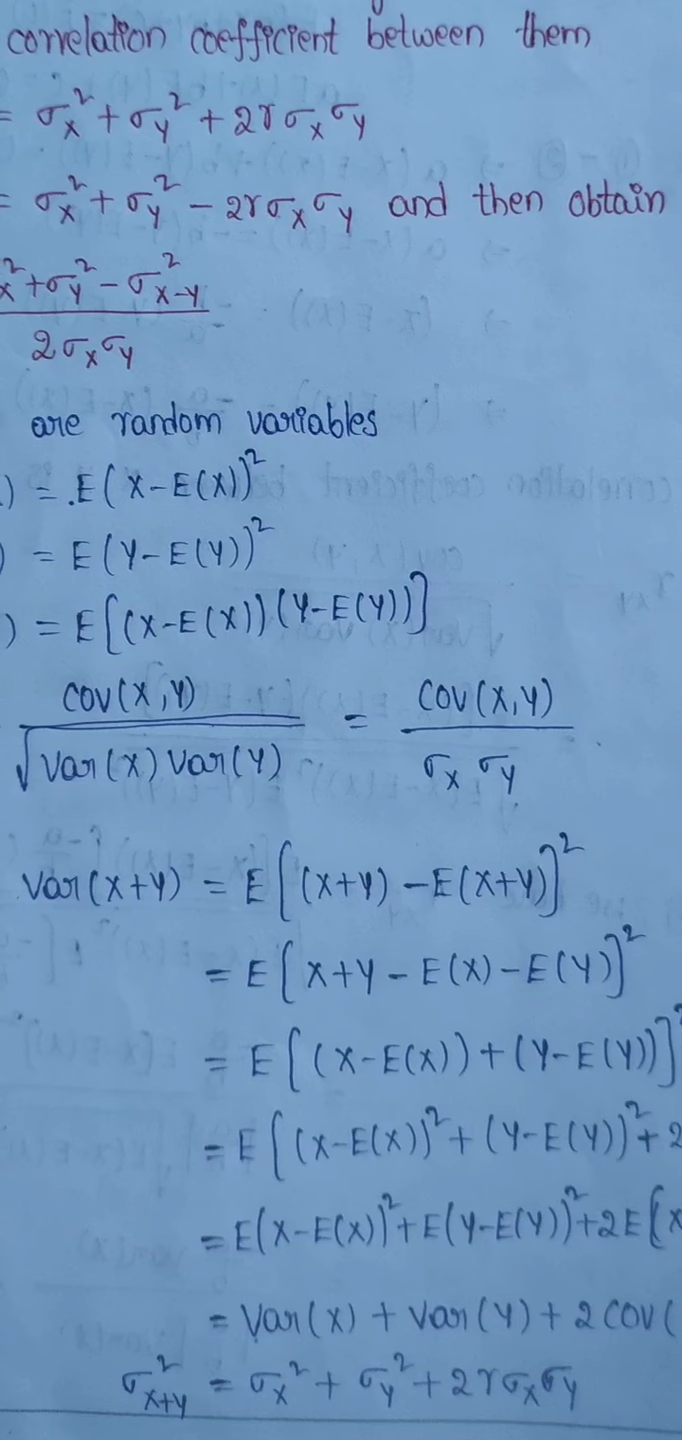 correlation coefficient between them
= σx² + σy² + 2rσxσy
= σx² + σy² − 2rσxσy and then obtain
x² + σy² − σ²x−y
2σxσy
are random variables
) = .E(X−E(X))²
) = E(Y−E(Y))²
) = E[(X−E(X))(Y−E(Y))]
cov(X,Y) / √var(X) var(Y) = cov(X,Y) / σx σy
var(X+Y) = E[(X+Y) − E(X+Y)]²
= E[X+Y − E(X) − E(Y)]²
= E[(X−E(X)) + (Y−E(Y))]²
= E[(X−E(X))² + (Y−E(Y))² + 2
= E(X−E(X))² + E(Y−E(Y))² + 2E[(X
= Var(X) + Var(Y) + 2 COV(
σ²x+y = σx² + σy² + 2rσxσy